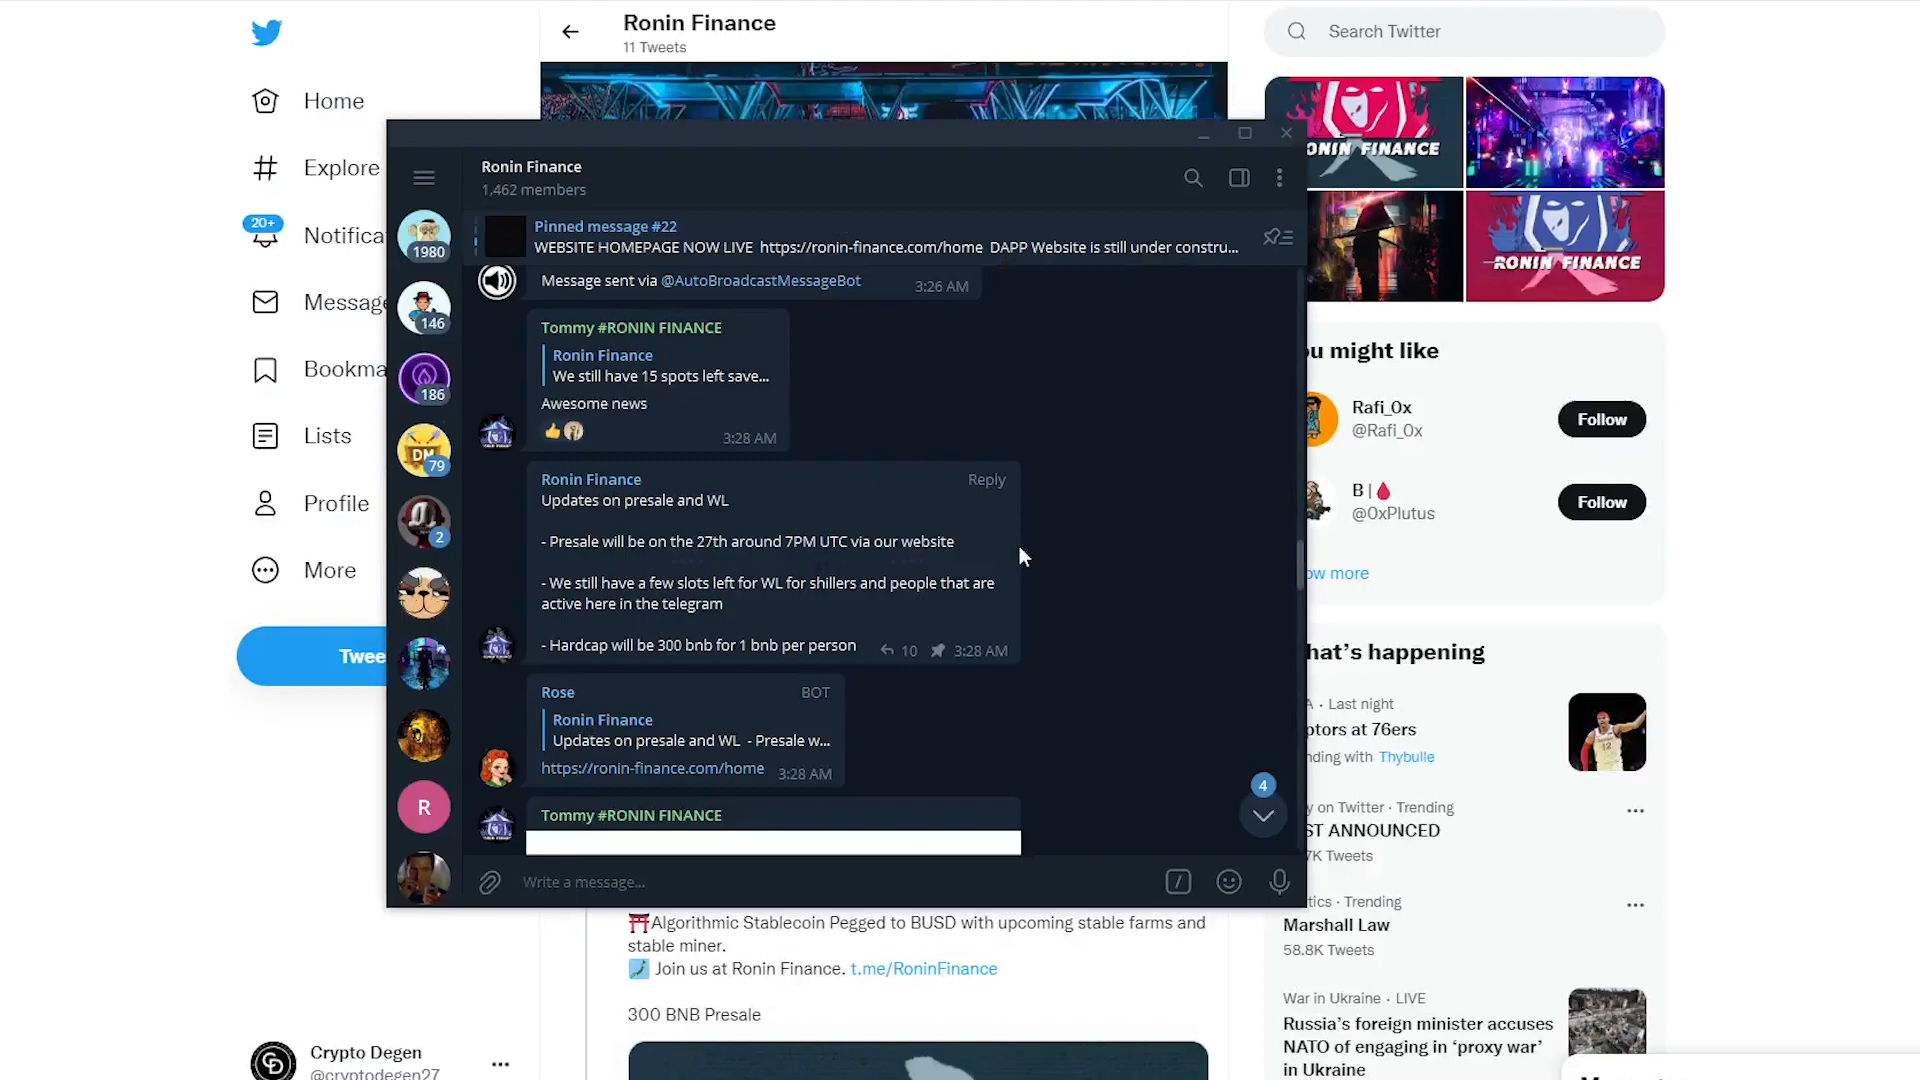 Ronin Finance
11 Tweets
Search Twitter
Home
Explore
20+
Notifica
Message
Bookma
Lists
Profile
More
Twee
Crypto Degen
@cryptodegen27
Ronin Finance
1,462 members
Pinned message #22
WEBSITE HOMEPAGE NOW LIVE https://ronin-finance.com/home DAPP Website is still under constru...
1980
146
186
DM
79
2
R
Message sent via @AutoBroadcastMessageBot
3:26 AM
Tommy #RONIN FINANCE
Ronin Finance
We still have 15 spots left save...
Awesome news
3:28 AM
Ronin Finance
Reply
Updates on presale and WL
- Presale will be on the 27th around 7PM UTC via our website
- We still have a few slots left for WL for shillers and people that are
active here in the telegram
- Hardcap will be 300 bnb for 1 bnb per person
10
3:28 AM
Rose
BOT
Ronin Finance
Updates on presale and WL - Presale w...
https://ronin-finance.com/home
3:28 AM
Tommy #RONIN FINANCE
4
Write a message...
Algorithmic Stablecoin Pegged to BUSD with upcoming stable farms and
stable miner.
Join us at Ronin Finance. t.me/RoninFinance
300 BNB Presale
ONIN FINANCE
RONIN FINANCE
u might like
Rafi_0x
@Rafi_0x
Follow
B |
@0xPlutus
Follow
ow more
hat's happening
A · Last night
ptors at 76ers
nding with Thybulle
y on Twitter · Trending
ST ANNOUNCED
7K Tweets
tics · Trending
Marshall Law
58.8K Tweets
War in Ukraine · LIVE
Russia's foreign minister accuses
NATO of engaging in 'proxy war'
in Ukraine